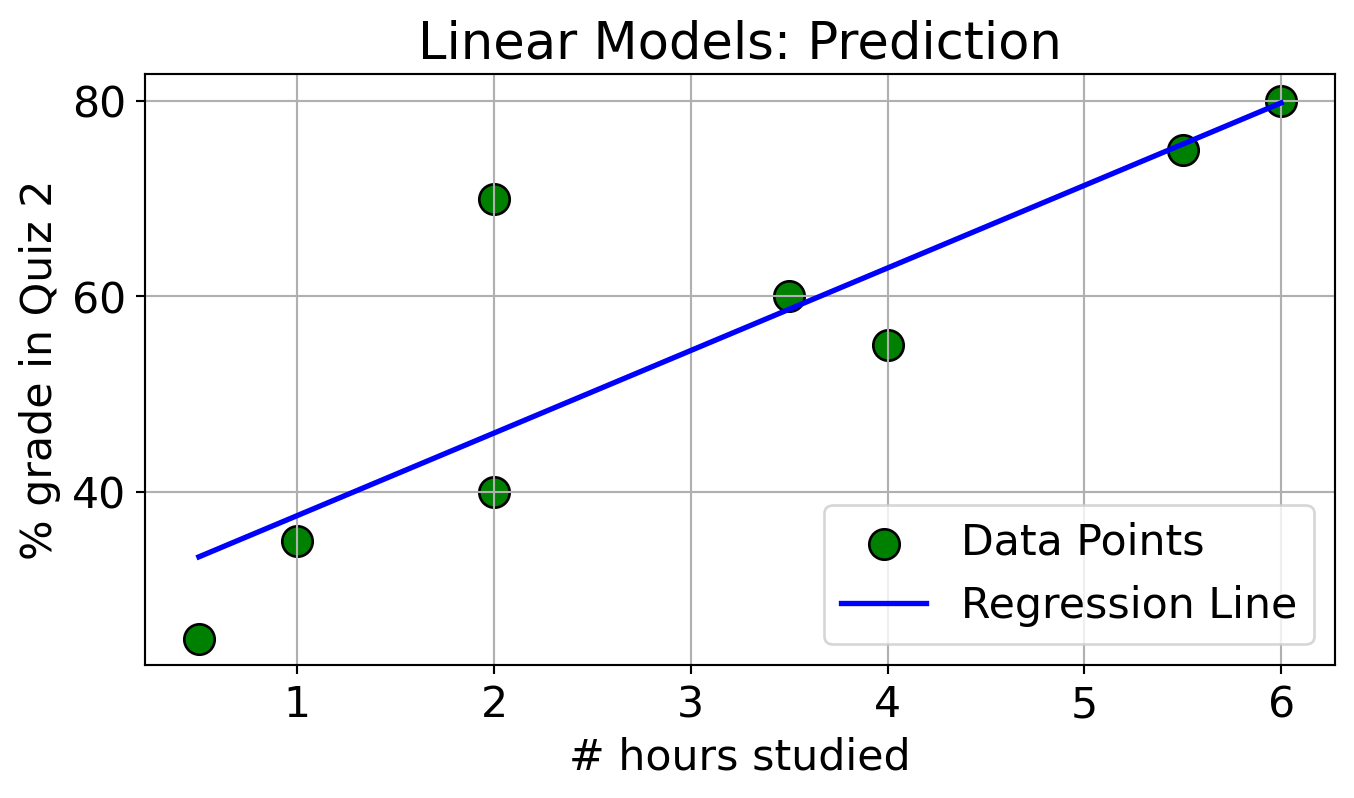 Linear Models: Prediction
% grade in Quiz 2
80
60
40
Data Points
Regression Line
1 2 3 4 5 6
# hours studied